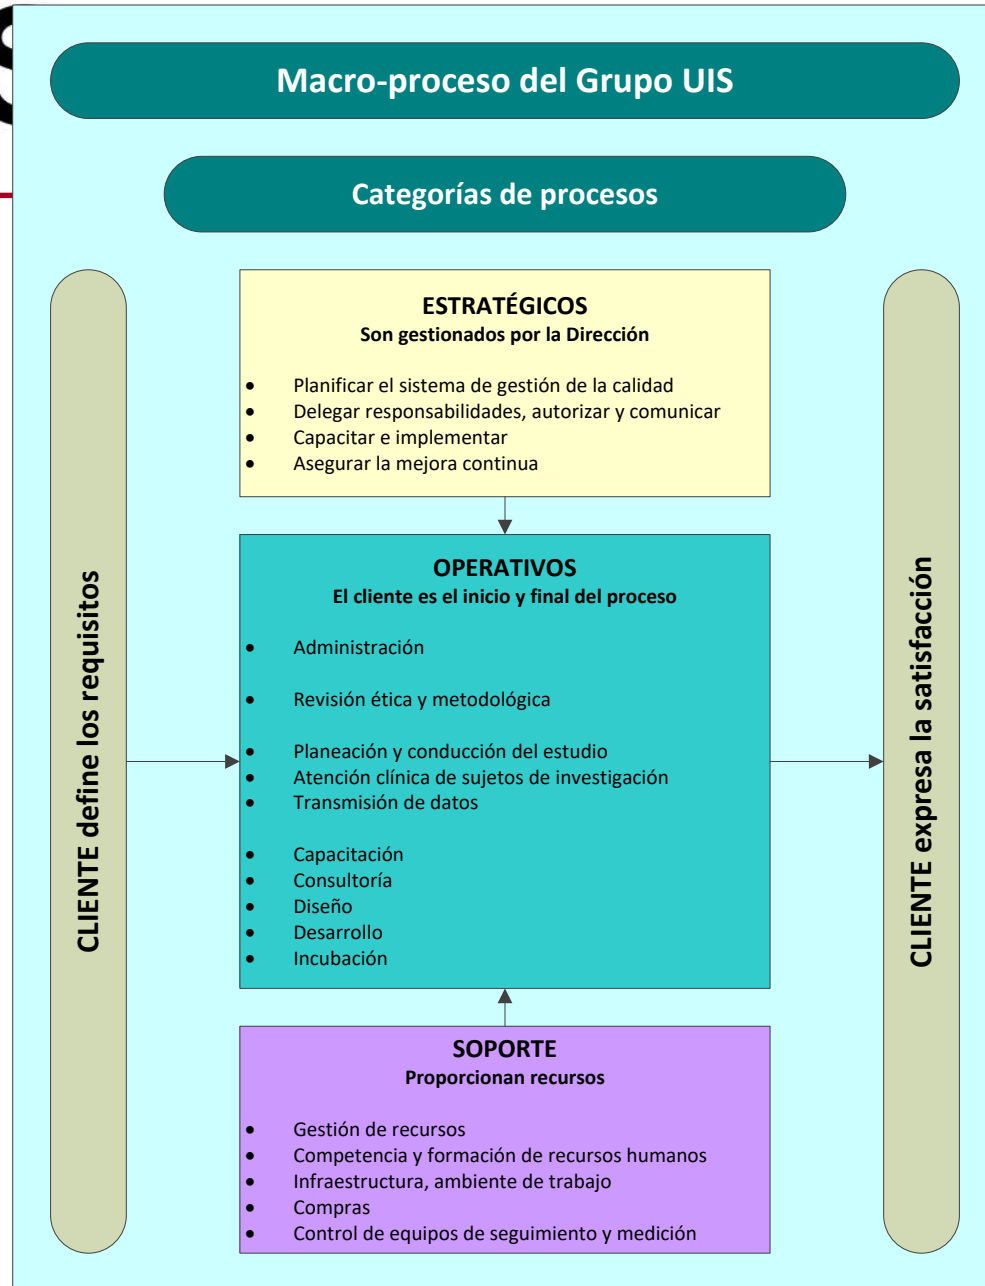 S
Macro-proceso del Grupo UIS
Categorías de procesos
CLIENTE define los requisitos
ESTRATÉGICOS
Son gestionados por la Dirección
• Planificar el sistema de gestión de la calidad
• Delegar responsabilidades, autorizar y comunicar
• Capacitar e implementar
• Asegurar la mejora continua
OPERATIVOS
El cliente es el inicio y final del proceso
• Administración
• Revisión ética y metodológica
• Planeación y conducción del estudio
• Atención clínica de sujetos de investigación
• Transmisión de datos
• Capacitación
• Consultoría
• Diseño
• Desarrollo
• Incubación
SOPORTE
Proporcionan recursos
• Gestión de recursos
• Competencia y formación de recursos humanos
• Infraestructura, ambiente de trabajo
• Compras
• Control de equipos de seguimiento y medición
CLIENTE expresa la satisfacción